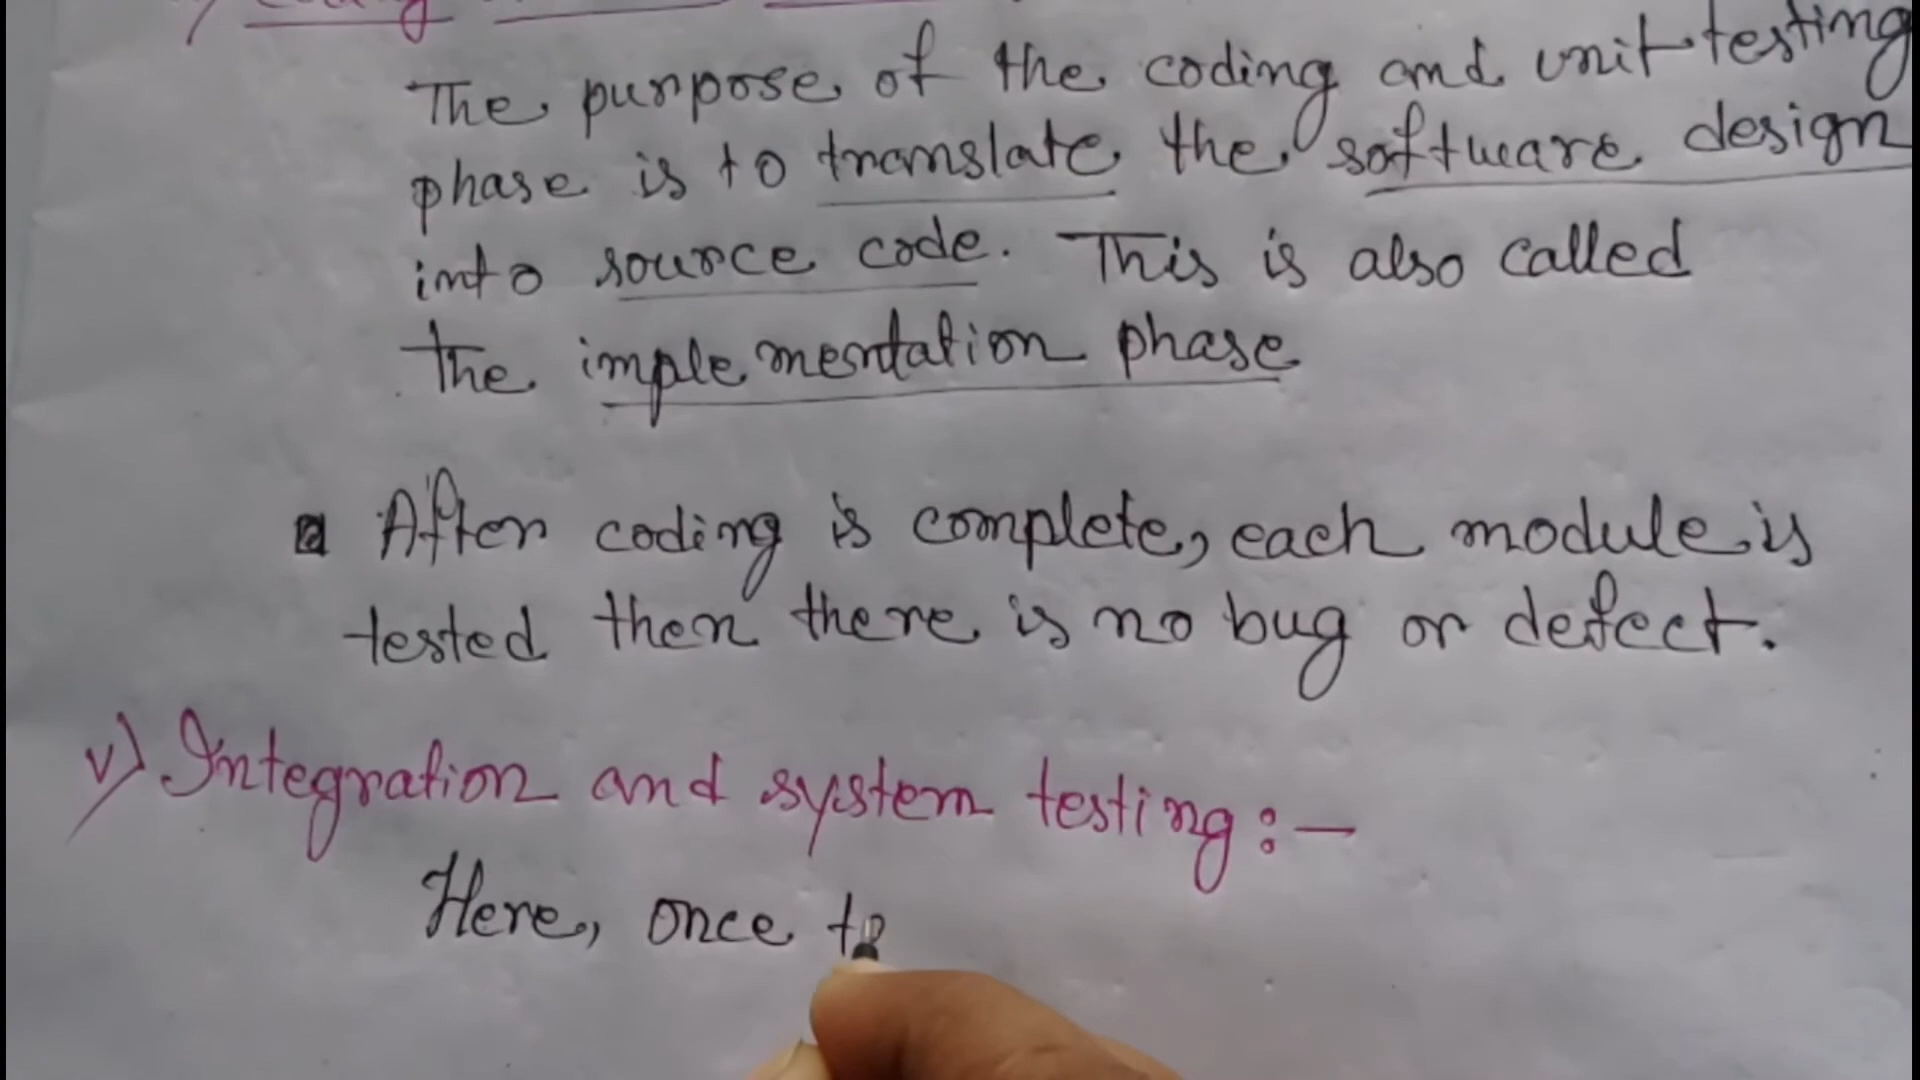 The purpose of the coding and unit testing
phase is to translate the software design
into source code. This is also called
the implementation phase
After coding is complete, each module is
tested then there is no bug or defect.
v) Integration and system testing :-
Here, once